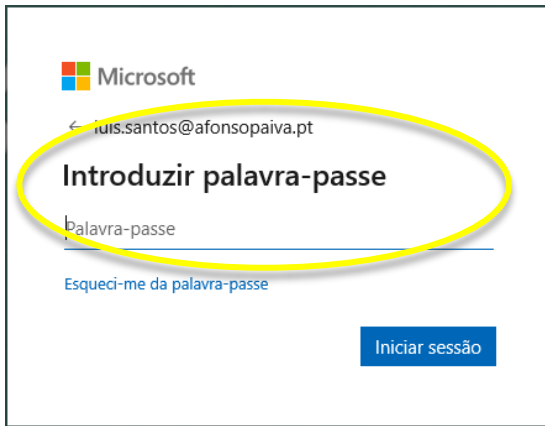 Microsoft
← luis.santos@afonsopaiva.pt
Introduzir palavra-passe
Palavra-passe
Esqueci-me da palavra-passe
Iniciar sessão